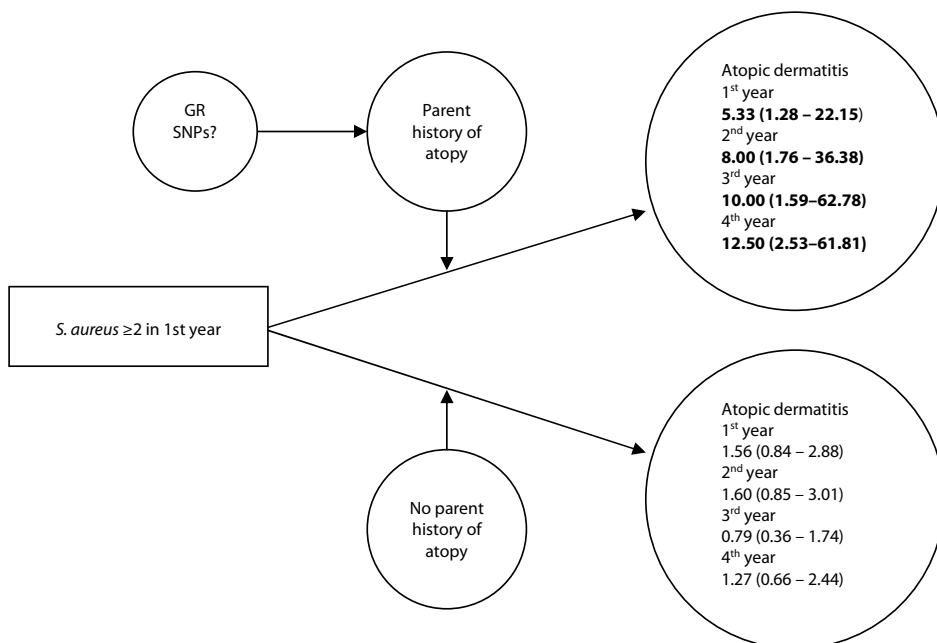 GR
SNPs?
Parent
history of
atopy
Atopic dermatitis
1st year
5.33 (1.28 – 22.15)
2nd year
8.00 (1.76 – 36.38)
3rd year
10.00 (1.59–62.78)
4th year
12.50 (2.53–61.81)
S. aureus ≥2 in 1st year
No parent
history of
atopy
Atopic dermatitis
1st year
1.56 (0.84 – 2.88)
2nd year
1.60 (0.85 – 3.01)
3rd year
0.79 (0.36 – 1.74)
4th year
1.27 (0.66 – 2.44)